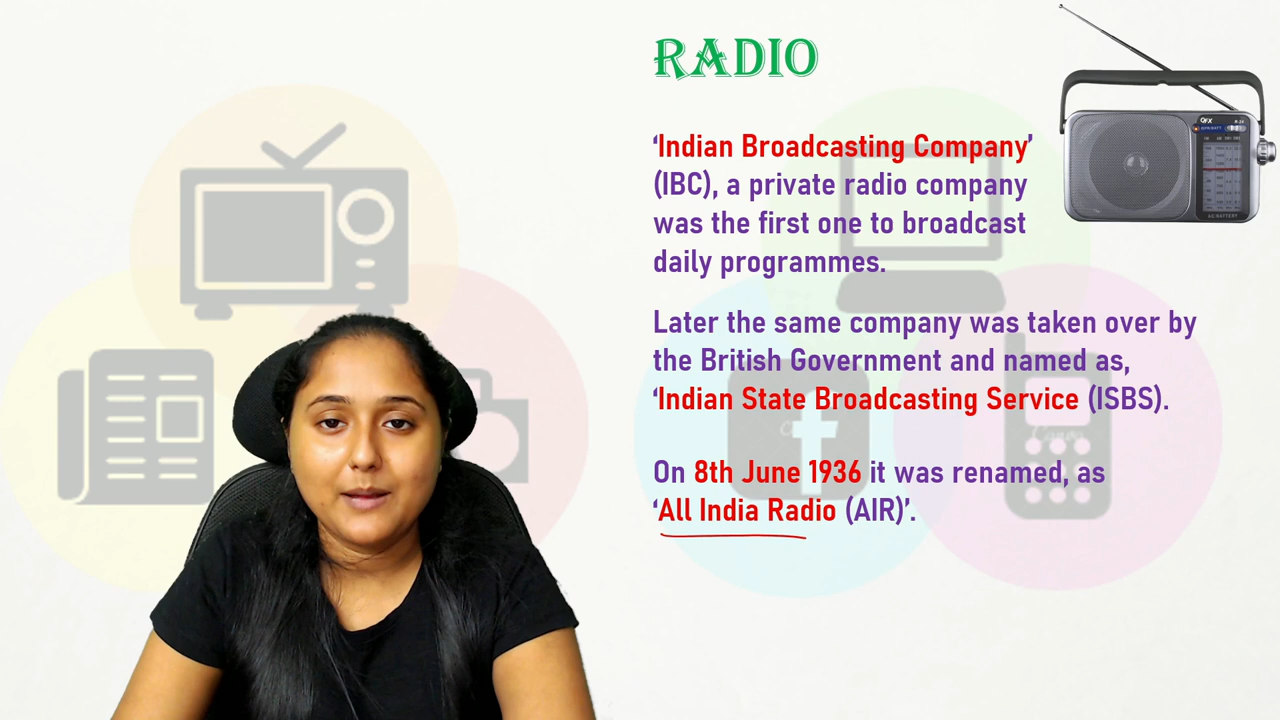 RADIO
'Indian Broadcasting Company'
(IBC), a private radio company
was the first one to broadcast
daily programmes.
Later the same company was taken over by
the British Government and named as,
'Indian State Broadcasting Service (ISBS).
On 8th June 1936 it was renamed, as
'All India Radio (AIR)'.
QFX